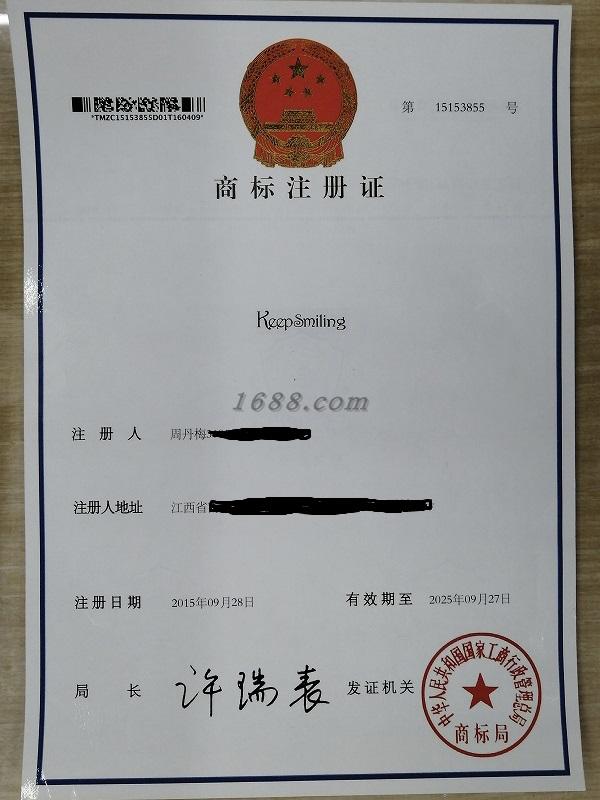 第 15153855 号
*TMZC15153855D01T160409*
商标注册证
KeepSmiling
1688.com
注册人 周丹梅
注册人地址 江西省
注册日期 2015年09月28日 有效期至 2025年09月27日
局长 许瑞表 发证机关
中华人民共和国国家工商行政管理总局
商标局